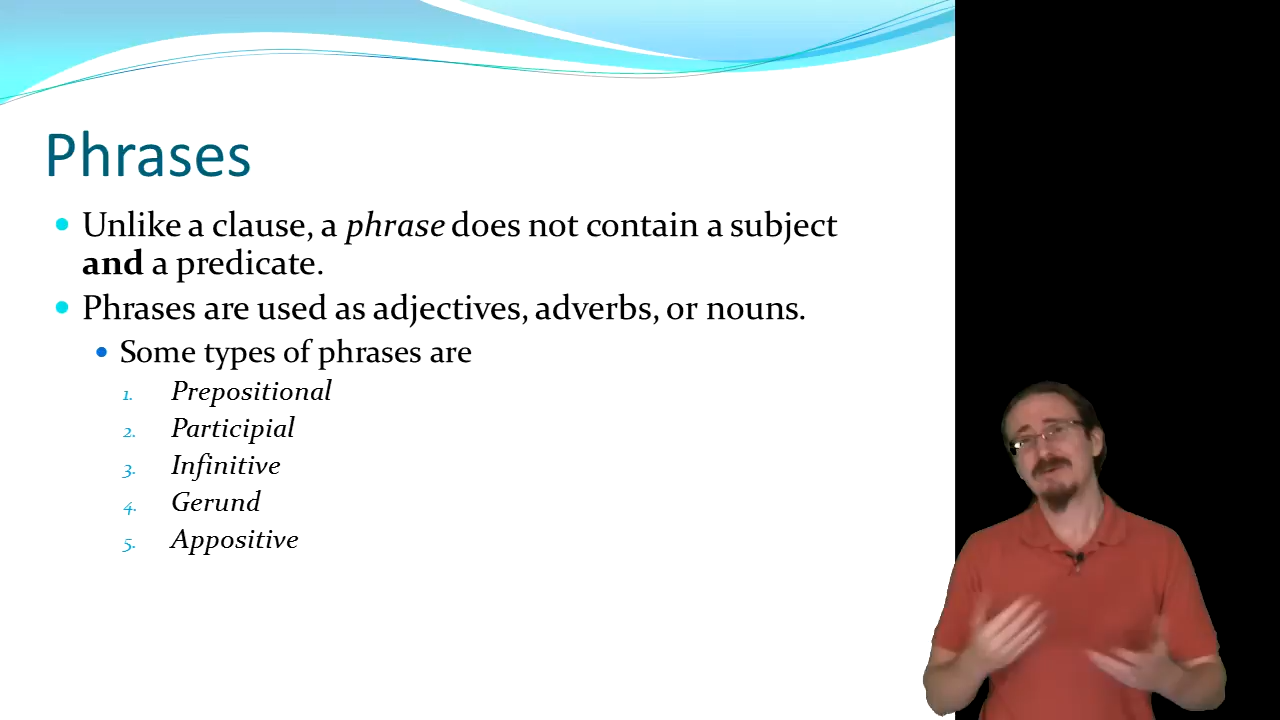 Phrases
Unlike a clause, a phrase does not contain a subject
and a predicate.
Phrases are used as adjectives, adverbs, or nouns.
Some types of phrases are
1. Prepositional
2. Participial
3. Infinitive
4. Gerund
5. Appositive